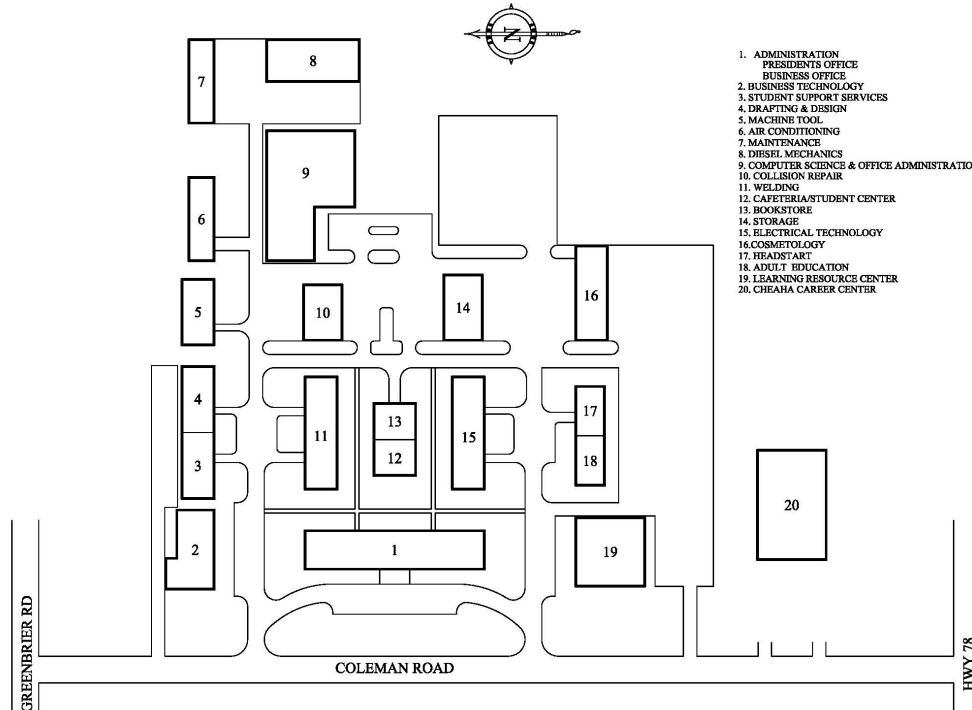 N
1. ADMINISTRATION
PRESIDENTS OFFICE
BUSINESS OFFICE
2. BUSINESS TECHNOLOGY
3. STUDENT SUPPORT SERVICES
4. DRAFTING & DESIGN
5. MACHINE TOOL
6. AIR CONDITIONING
7. MAINTENANCE
8. DIESEL MECHANICS
9. COMPUTER SCIENCE & OFFICE ADMINISTRATIO
10. COLLISION REPAIR
11. WELDING
12. CAFETERIA/STUDENT CENTER
13. BOOKSTORE
14. STORAGE
15. ELECTRICAL TECHNOLOGY
16.COSMETOLOGY
17. HEADSTART
18. ADULT EDUCATION
19. LEARNING RESOURCE CENTER
20. CHEAHA CAREER CENTER
7
8
9
6
5
10
14
16
4
3
11
13
12
15
17
18
20
2
1
19
GREENBRIER RD
COLEMAN ROAD
HWY 78